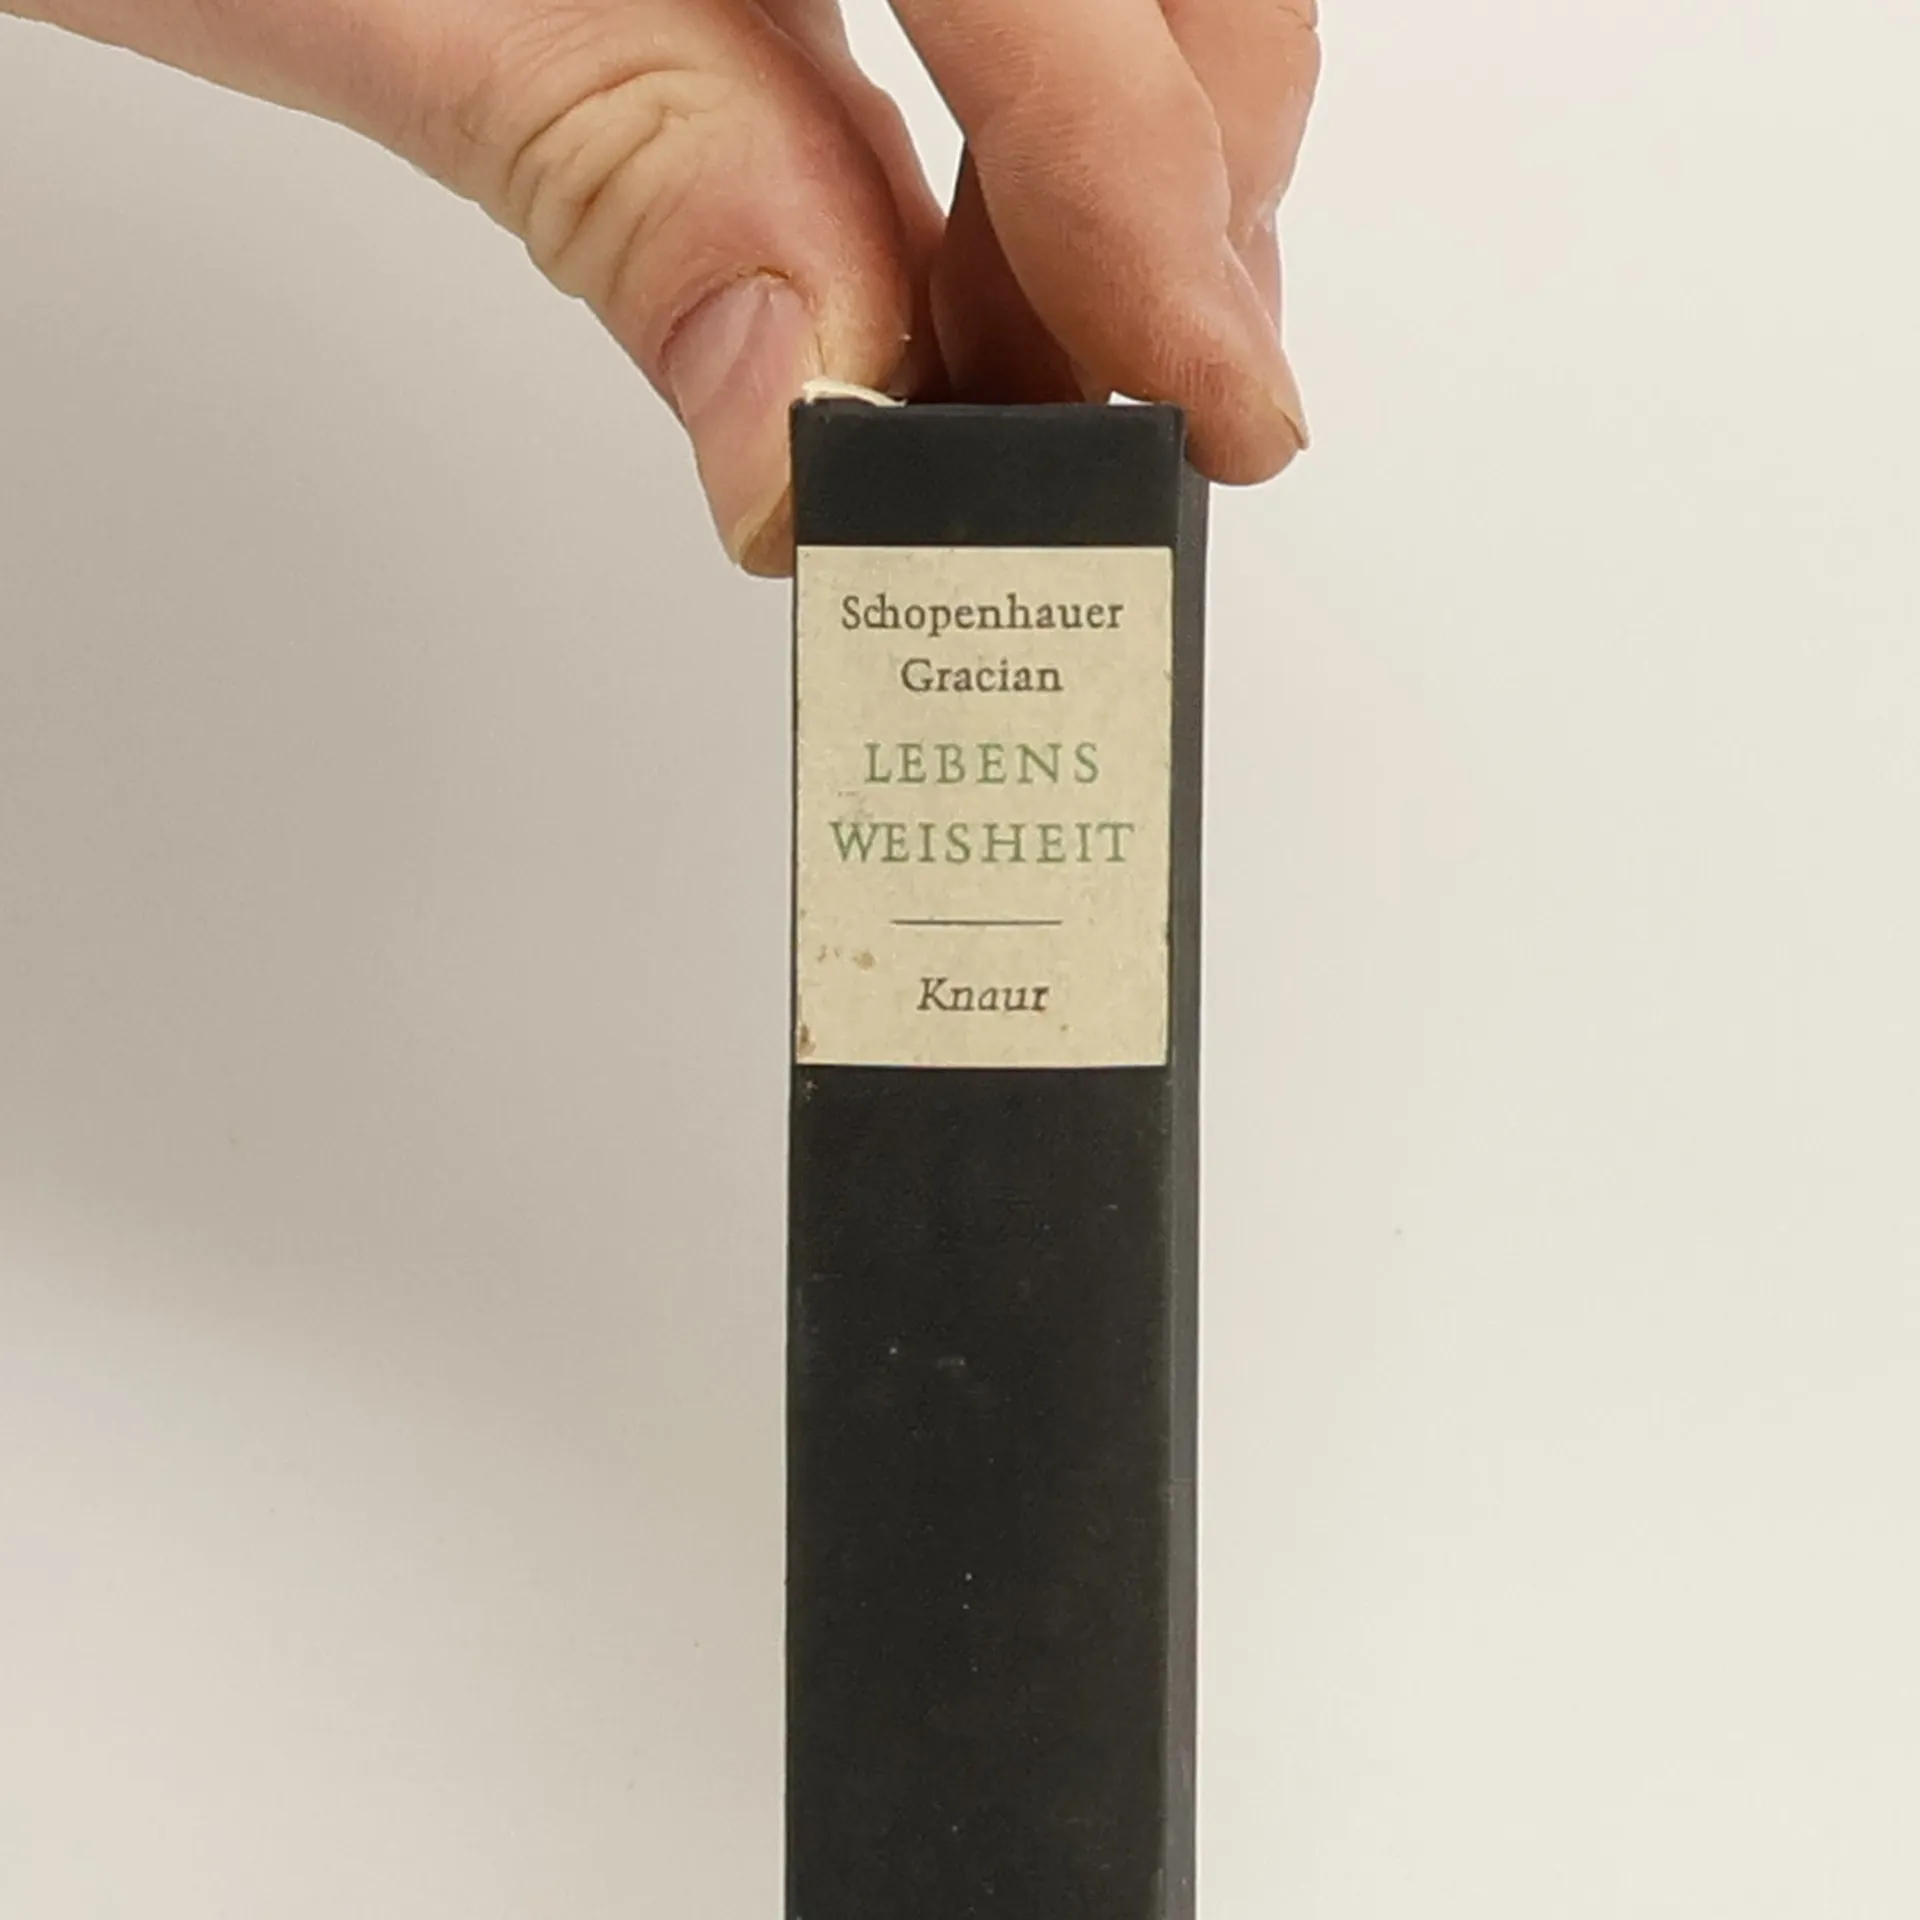 Schopenhauer
Gracian
LEBENS
WEISHEIT
Knaur